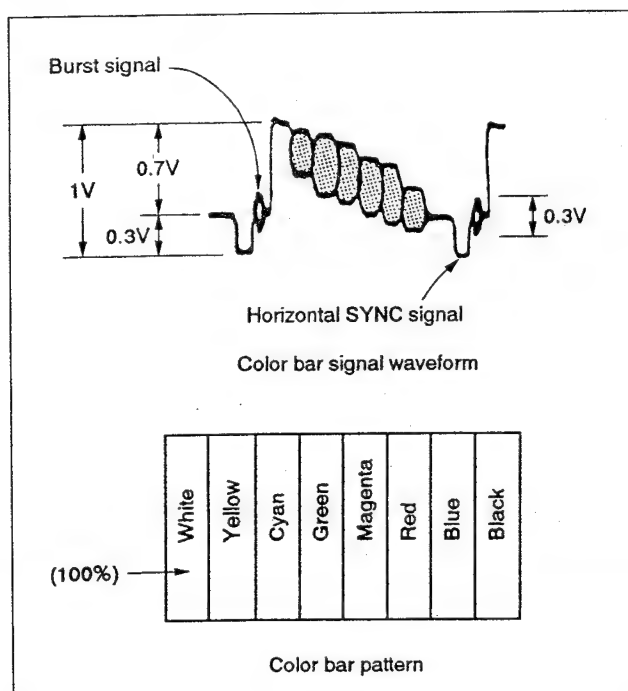 Burst signal
0.7V
1V
0.3V
0.3V
Horizontal SYNC signal
Color bar signal waveform
White
Yellow
Cyan
Green
Magenta
Red
Blue
Black
(100%)
Color bar pattern